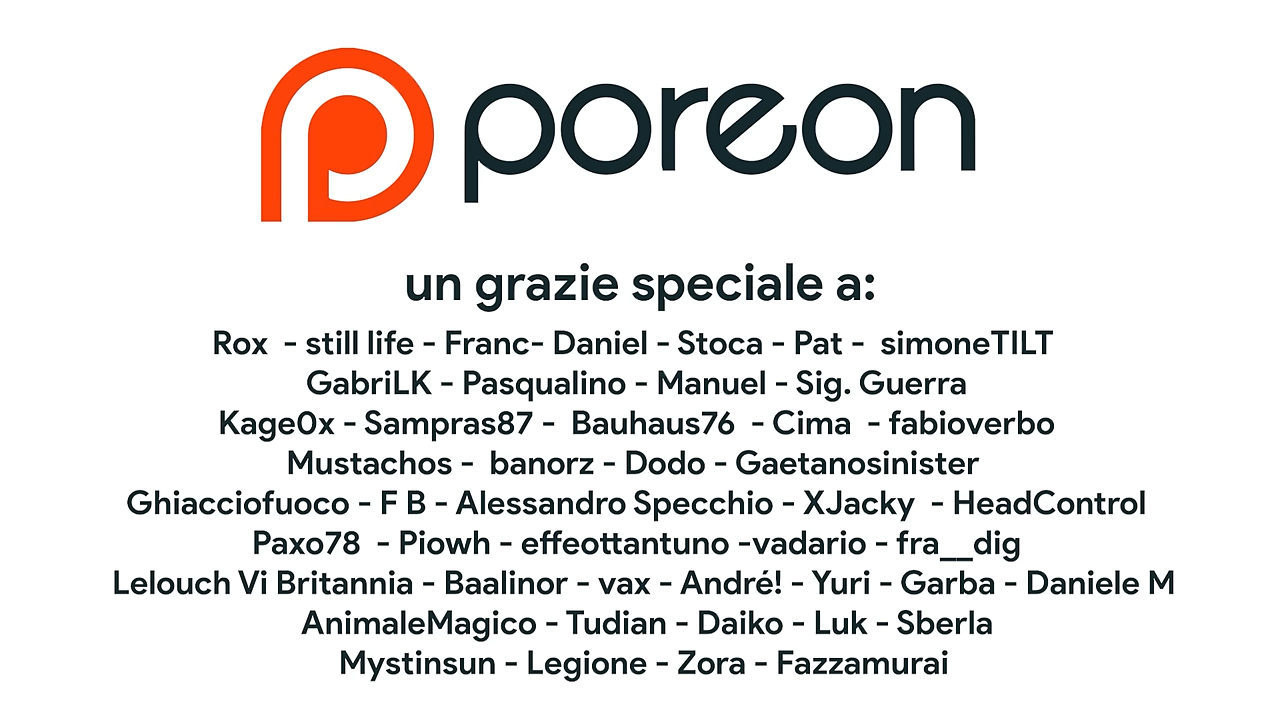 poreon
un grazie speciale a:
Rox - still life - Franc- Daniel - Stoca - Pat - simoneTILT
GabriLK - Pasqualino - Manuel - Sig. Guerra
Kage0x - Sampras87 - Bauhaus76 - Cima - fabioverbo
Mustachos - banorz - Dodo - Gaetanosinister
Ghiacciofuoco - F B - Alessandro Specchio - XJacky - HeadControl
Paxo78 - Piowh - effeottantuno -vadario - fra__dig
Lelouch Vi Britannia - Baalinor - vax - André! - Yuri - Garba - Daniele M
AnimaleMagico - Tudian - Daiko - Luk - Sberla
Mystinsun - Legione - Zora - Fazzamurai